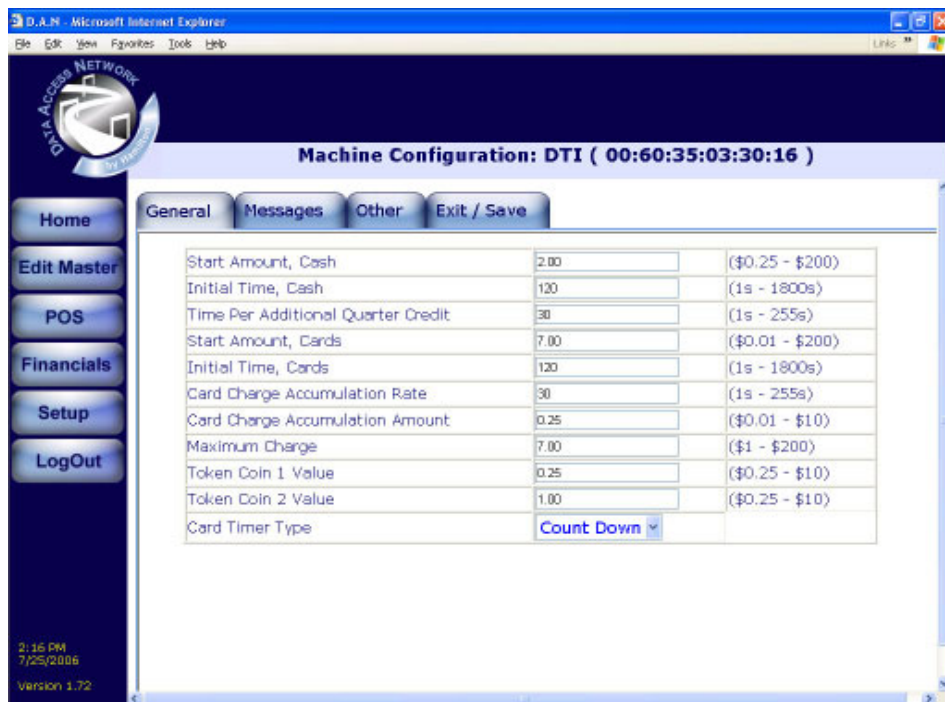 D.A.N - Microsoft Internet Explorer
File Edit View Favorites Tools Help
Links »
DATA ACCESS NETWORK
by Hamilton
Machine Configuration: DTI ( 00:60:35:03:30:16 )
General Messages Other Exit / Save
Home
Edit Master
POS
Financials
Setup
LogOut
Start Amount, Cash 2.00 ($0.25 - $200)
Initial Time, Cash 120 (1s - 1800s)
Time Per Additional Quarter Credit 30 (1s - 255s)
Start Amount, Cards 7.00 ($0.01 - $200)
Initial Time, Cards 120 (1s - 1800s)
Card Charge Accumulation Rate 30 (1s - 255s)
Card Charge Accumulation Amount 0.25 ($0.01 - $10)
Maximum Charge 7.00 ($1 - $200)
Token Coin 1 Value 0.25 ($0.25 - $10)
Token Coin 2 Value 1.00 ($0.25 - $10)
Card Timer Type Count Down
2:16 PM
7/25/2006
Version 1.72